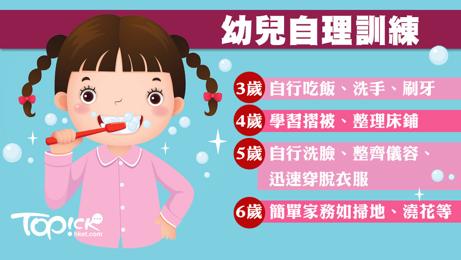 幼兒自理訓練
3歲 自行吃飯、洗手、刷牙
4歲 學習摺被、整理床鋪
5歲 自行洗臉、整齊儀容、
迅速穿脫衣服
6歲 簡單家務如掃地、澆花等
TOPick
hket.com